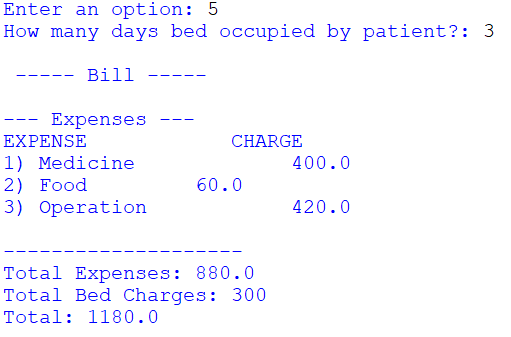 Enter an option: 5
How many days bed occupied by patient?: 3
----- Bill -----
--- Expenses ---
EXPENSE CHARGE
1) Medicine 400.0
2) Food 60.0
3) Operation 420.0
--------------------
Total Expenses: 880.0
Total Bed Charges: 300
Total: 1180.0